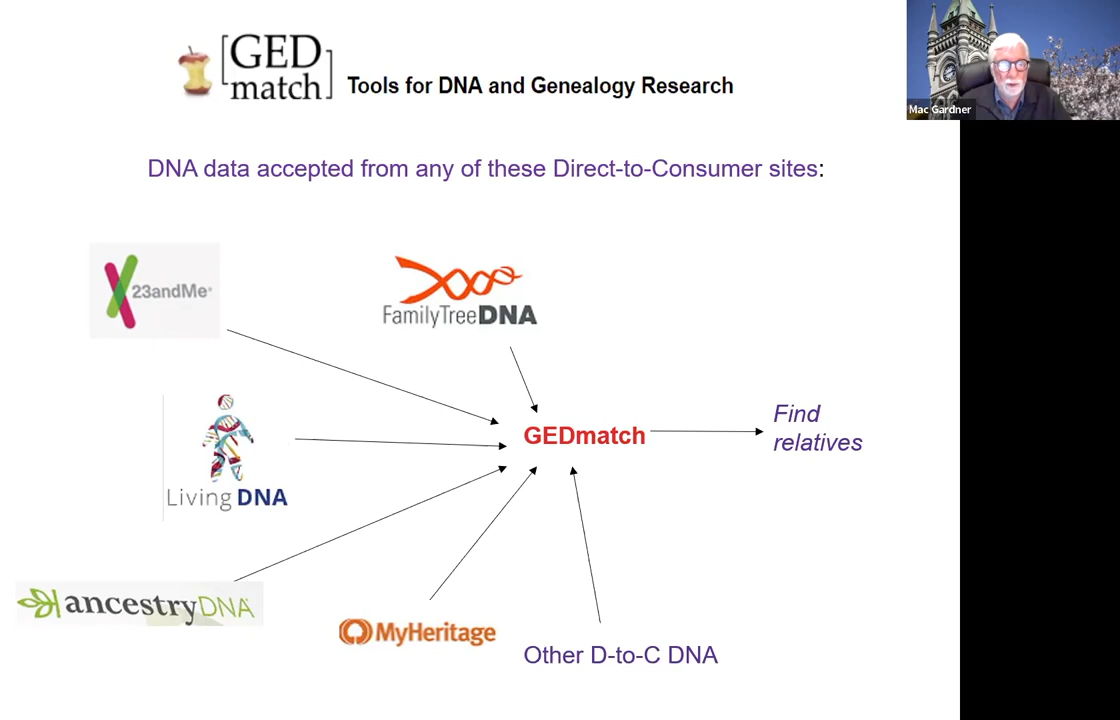 [GED
match]
Tools for DNA and Genealogy Research
Mac Gardner
DNA data accepted from any of these Direct-to-Consumer sites:
23andMe®
FamilyTreeDNA
Find
relatives
GEDmatch
Living DNA
ancestryDNA
MyHeritage
Other D-to-C DNA